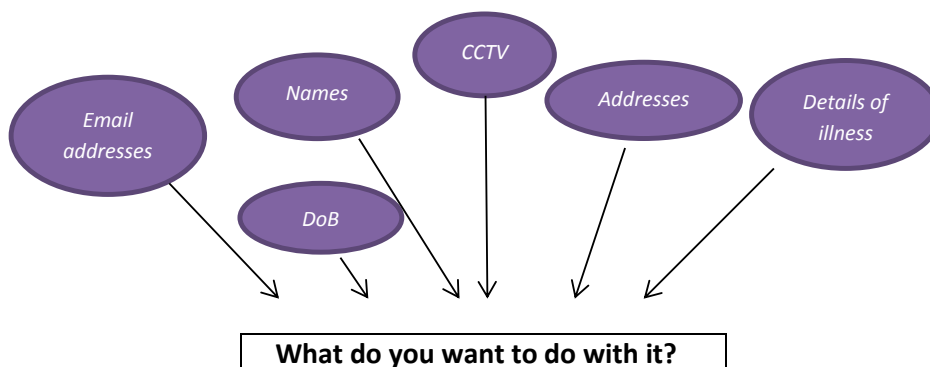 CCTV
Names
Addresses
Details of
illness
Email
addresses
DoB
What do you want to do with it?